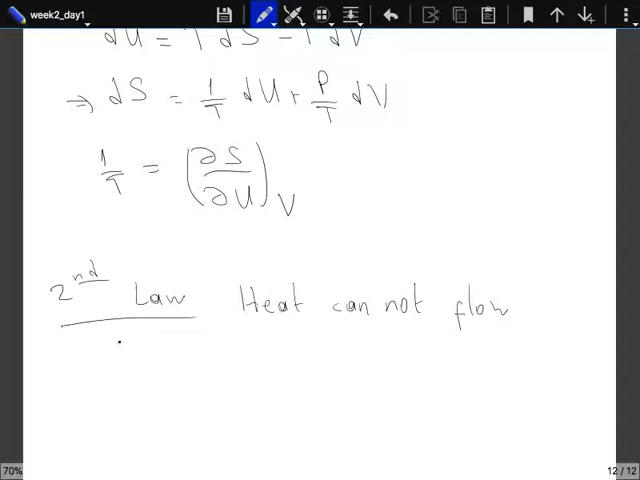 week2_day1
dU = T dS - P dV
⇒ dS = 1/T dU + P/T dV
1/T = (∂S/∂U)_V
2nd Law Heat can not flow
70%
12 / 12